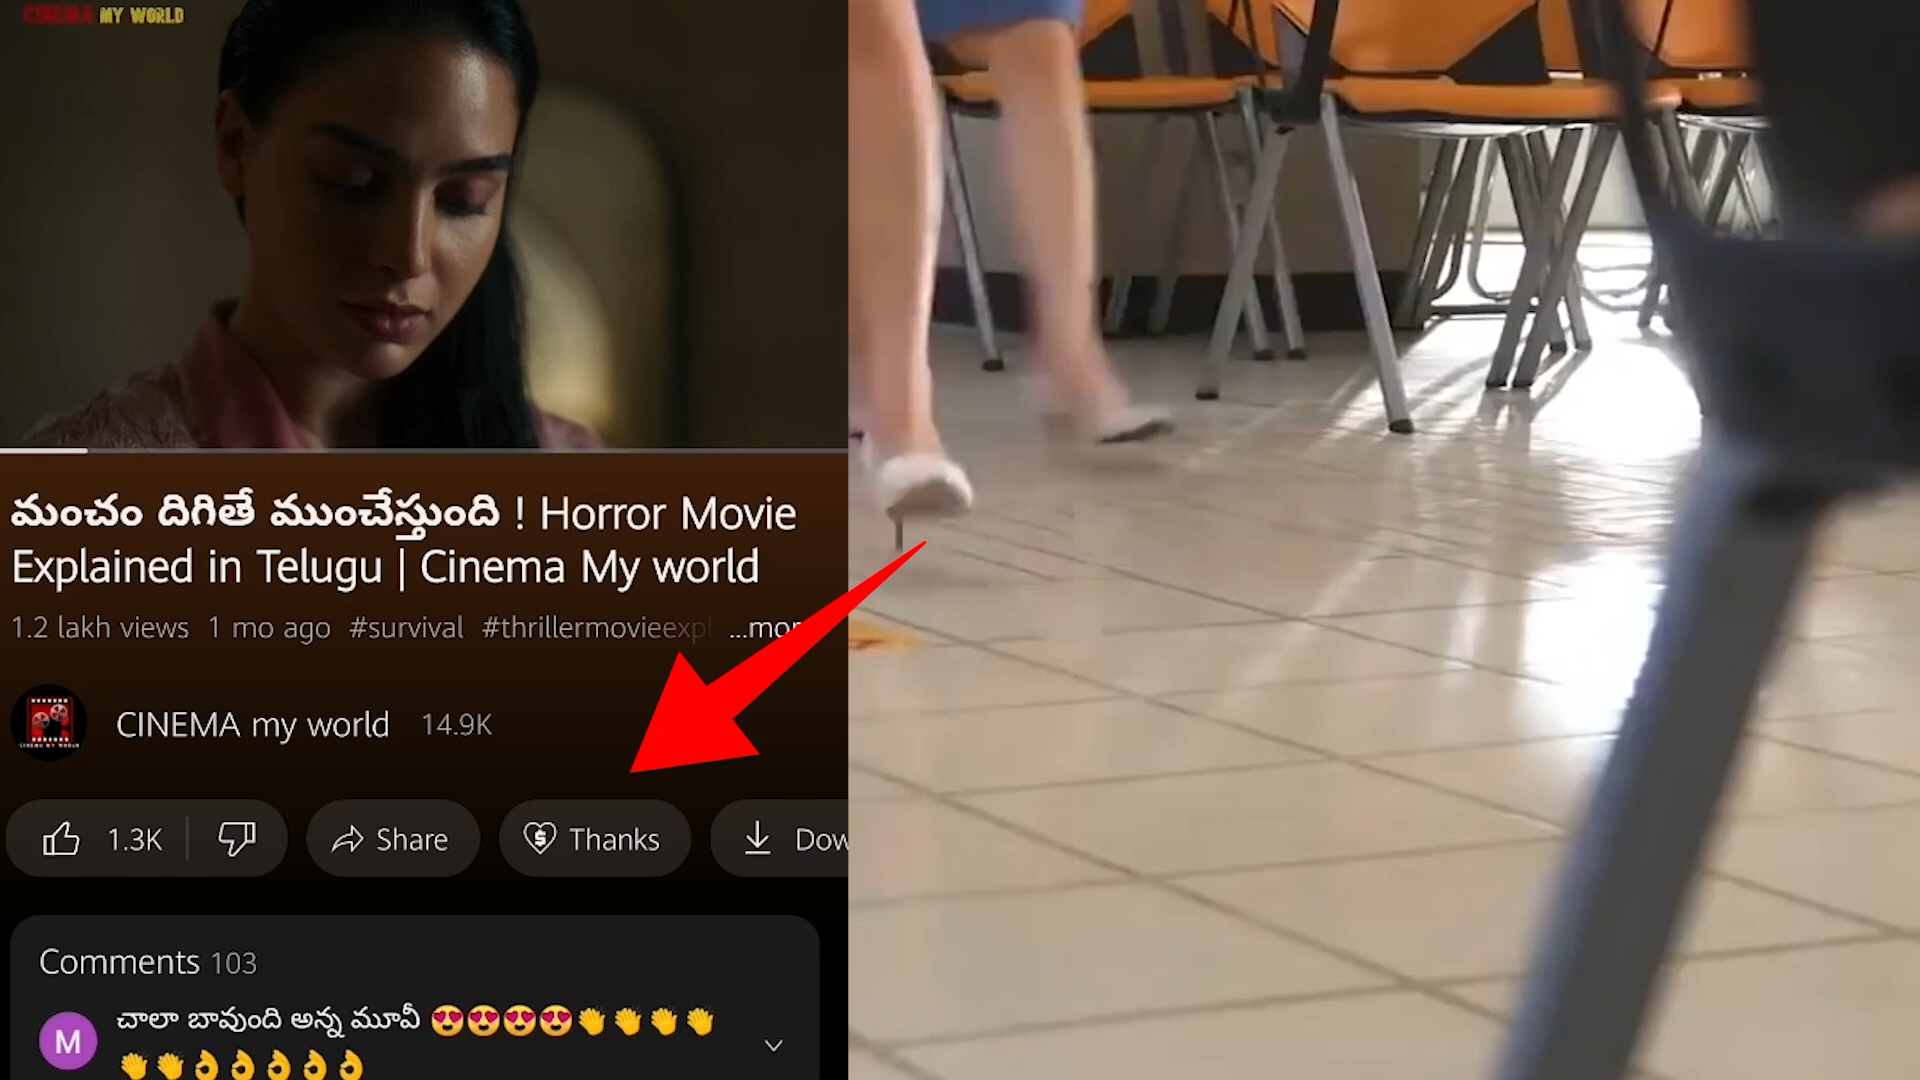 CINEMA MY WORLD
మంచం దిగితే ముంచేస్తుంది ! Horror Movie
Explained in Telugu | Cinema My world
1.2 lakh views 1 mo ago #survival #thrillermovieexpl ...more
CINEMA my world 14.9K
1.3K Share Thanks Dow
Comments 103
M చాలా బావుంది అన్న మూవీ 😍😍😍😍👏👏👏👏
👏👏👌👌👌👌👌